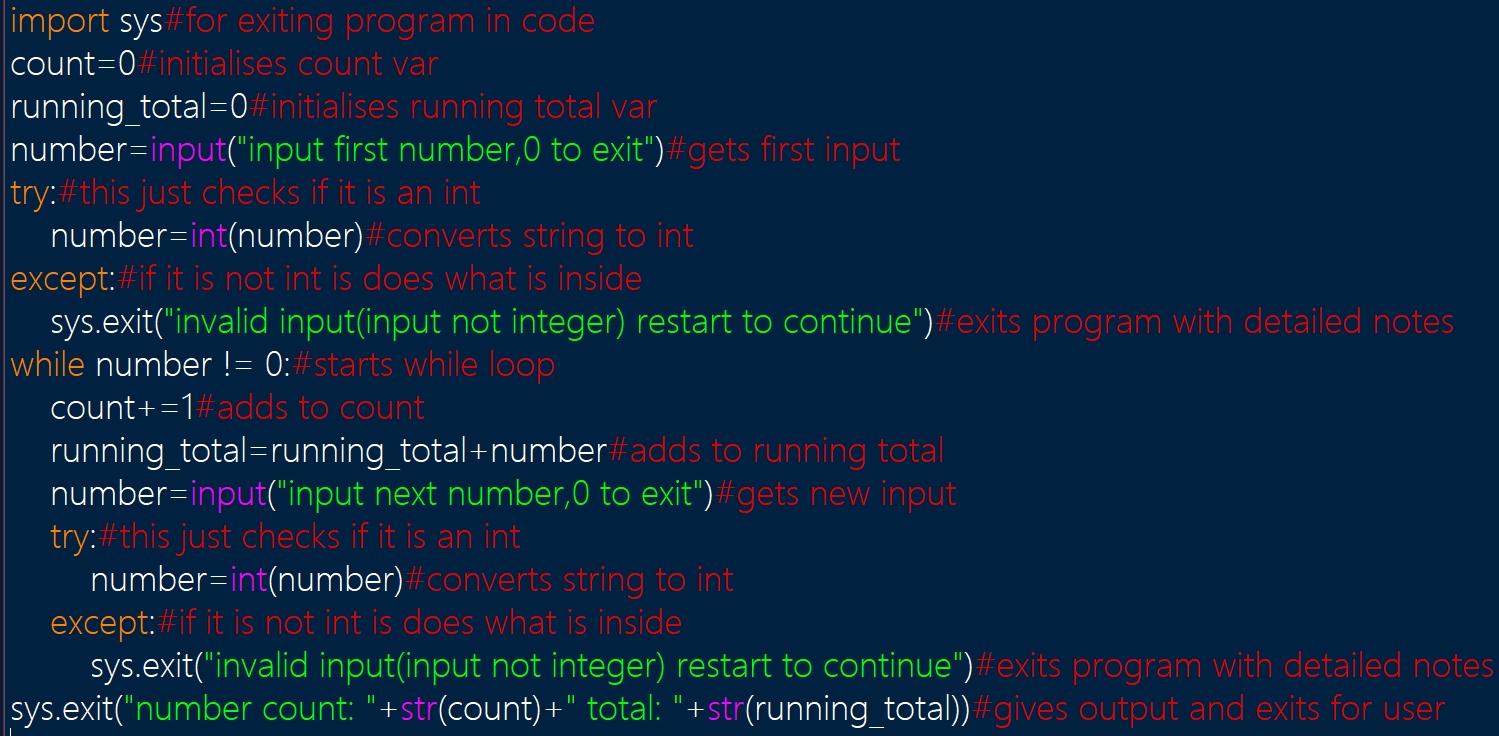 import sys#for exiting program in code
count=0#initialises count var
running_total=0#initialises running total var
number=input("input first number,0 to exit")#gets first input
try:#this just checks if it is an int
    number=int(number)#converts string to int
except:#if it is not int is does what is inside
    sys.exit("invalid input(input not integer) restart to continue")#exits program with detailed notes
while number != 0:#starts while loop
    count+=1#adds to count
    running_total=running_total+number#adds to running total
    number=input("input next number,0 to exit")#gets new input
    try:#this just checks if it is an int
        number=int(number)#converts string to int
    except:#if it is not int is does what is inside
        sys.exit("invalid input(input not integer) restart to continue")#exits program with detailed notes
sys.exit("number count: "+str(count)+" total: "+str(running_total))#gives output and exits for user